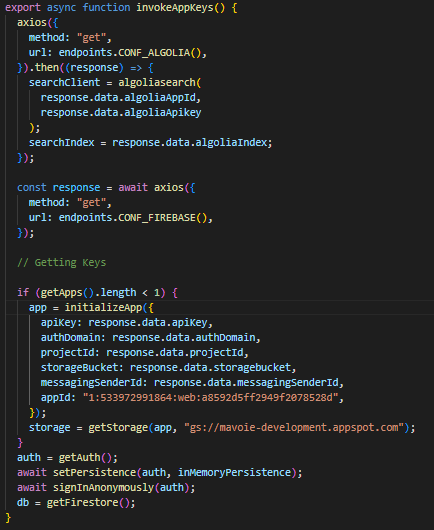 export async function invokeAppKeys() {
  axios({
    method: "get",
    url: endpoints.CONF_ALGOLIA(),
  }).then((response) => {
    searchClient = algoliasearch(
      response.data.algoliaAppId,
      response.data.algoliaApikey
    );
    searchIndex = response.data.algoliaIndex;
  });

  const response = await axios({
    method: "get",
    url: endpoints.CONF_FIREBASE(),
  });

  // Getting Keys

  if (getApps().length < 1) {
    app = initializeApp({
      apiKey: response.data.apiKey,
      authDomain: response.data.authDomain,
      projectId: response.data.projectId,
      storageBucket: response.data.storagebucket,
      messagingSenderId: response.data.messagingSenderId,
      appId: "1:533972991864:web:a8592d5ff2949f2078528d",
    });
    storage = getStorage(app, "gs://mavoie-development.appspot.com");
  }
  auth = getAuth();
  await setPersistence(auth, inMemoryPersistence);
  await signInAnonymously(auth);
  db = getFirestore();
}